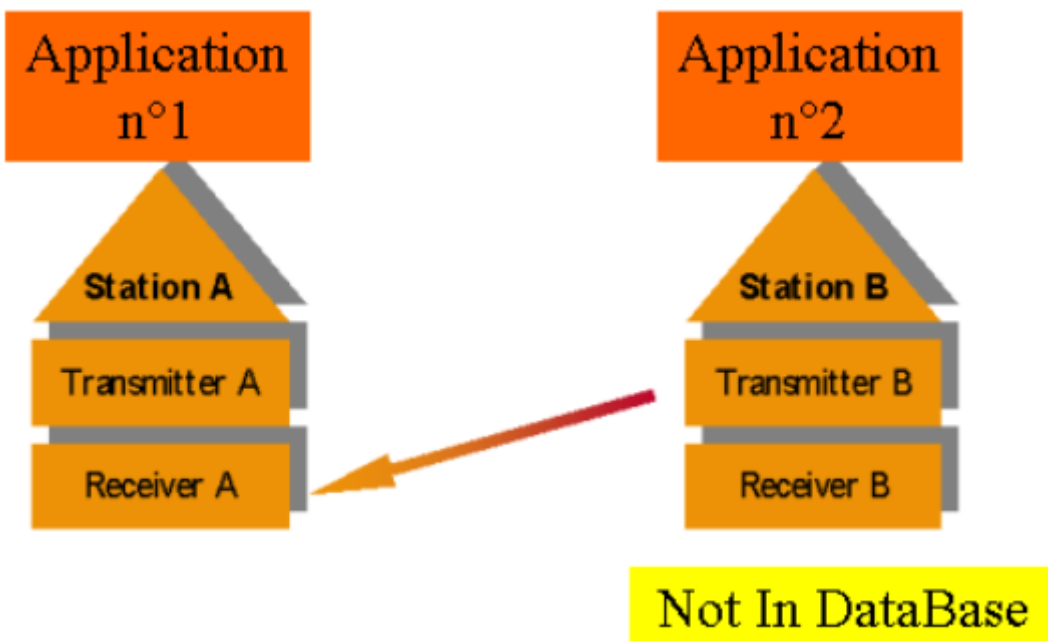 Application
n°1
Station A
Transmitter A
Receiver A
Application
n°2
Station B
Transmitter B
Receiver B
Not In DataBase